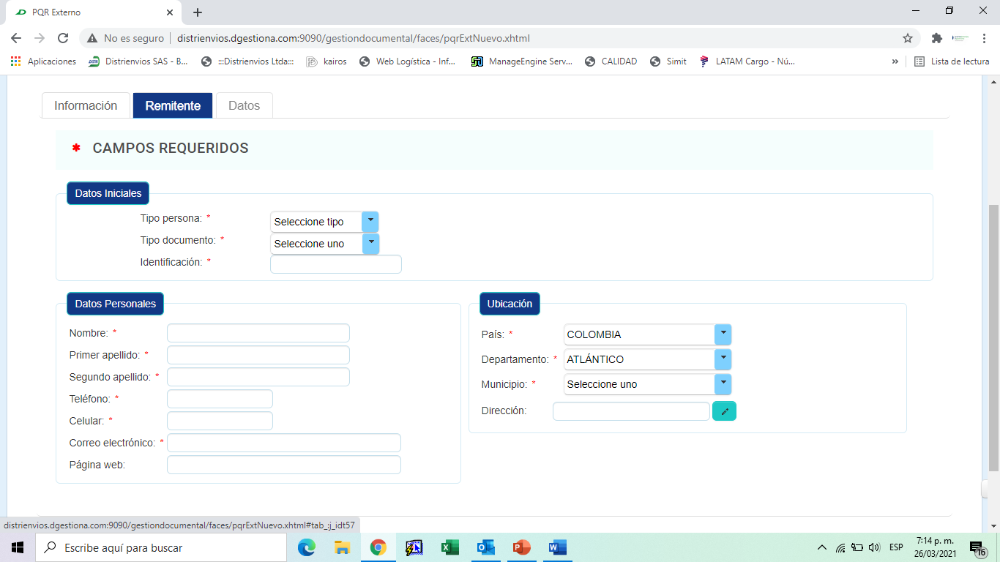 PQR Externo
No es seguro distrienvios.dgestiona.com:9090/gestiondocumental/faces/pqrExtNuevo.xhtml
Aplicaciones Distrienvios SAS - B... :::Distrienvios Ltda::: kairos Web Logística - Inf... ManageEngine Serv... CALIDAD Simit LATAM Cargo - Nú... » Lista de lectura
Información Remitente Datos
* CAMPOS REQUERIDOS
Datos Iniciales
Tipo persona: * Seleccione tipo
Tipo documento: * Seleccione uno
Identificación: *
Datos Personales
Nombre: *
Primer apellido: *
Segundo apellido: *
Teléfono: *
Celular: *
Correo electrónico: *
Página web:
Ubicación
País: * COLOMBIA
Departamento: * ATLÁNTICO
Municipio: * Seleccione uno
Dirección:
distrienvios.dgestiona.com:9090/gestiondocumental/faces/pqrExtNuevo.xhtml#tab_:j_idt57
Escribe aquí para buscar
ESP
7:14 p. m.
26/03/2021
16